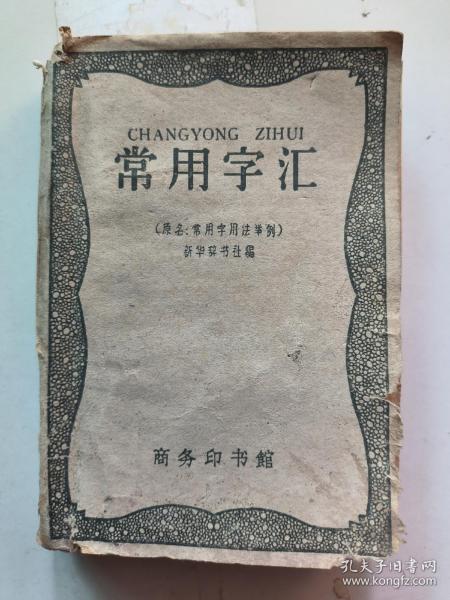 CHANGYONG ZIHUI
常用字汇
(原名:常用字用法举例)
新华辞书社编
商务印书館
孔夫子旧书网
www.kongfz.com